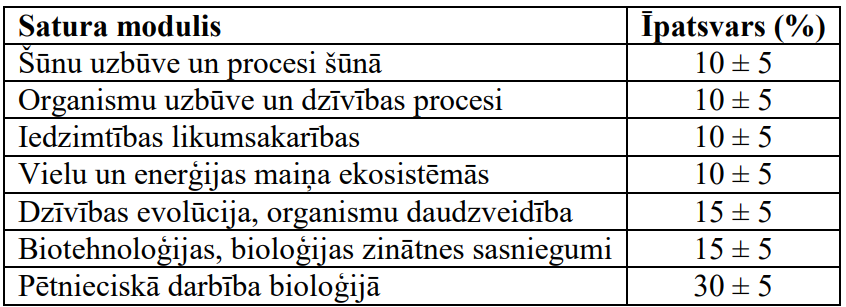 Satura modulis Īpatsvars (%)
Šūnu uzbūve un procesi šūnā 10 ± 5
Organismu uzbūve un dzīvības procesi 10 ± 5
Iedzimtības likumsakarības 10 ± 5
Vielu un enerģijas maiņa ekosistēmās 10 ± 5
Dzīvības evolūcija, organismu daudzveidība 15 ± 5
Biotehnoloģijas, bioloģijas zinātnes sasniegumi 15 ± 5
Pētnieciskā darbība bioloģijā 30 ± 5